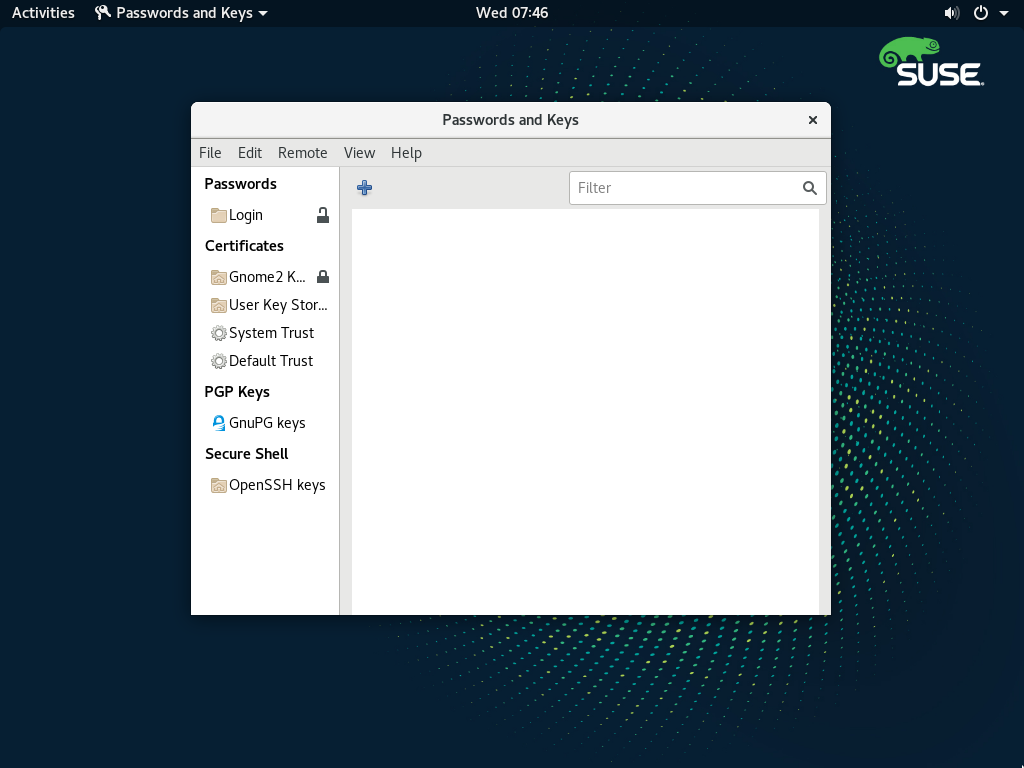 Activities Passwords and Keys Wed 07:46
SUSE
Passwords and Keys
File Edit Remote View Help
Passwords
Filter
Login
Certificates
Gnome2 K...
User Key Stor...
System Trust
Default Trust
PGP Keys
GnuPG keys
Secure Shell
OpenSSH keys